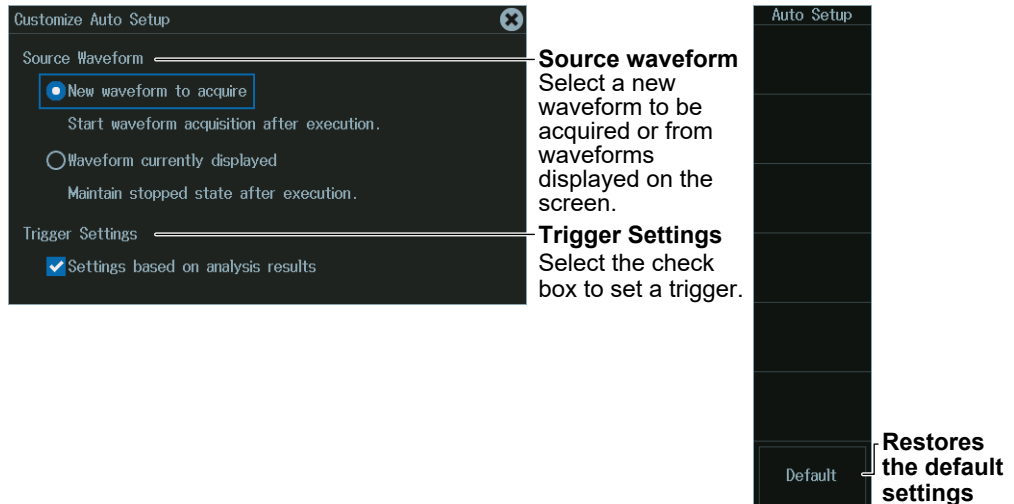 Customize Auto Setup
Source Waveform
New waveform to acquire
Start waveform acquisition after execution.
Waveform currently displayed
Maintain stopped state after execution.
Trigger Settings
Settings based on analysis results
Source waveform
Select a new
waveform to be
acquired or from
waveforms
displayed on the
screen.
Trigger Settings
Select the check
box to set a trigger.
Auto Setup
Default
Restores
the default
settings